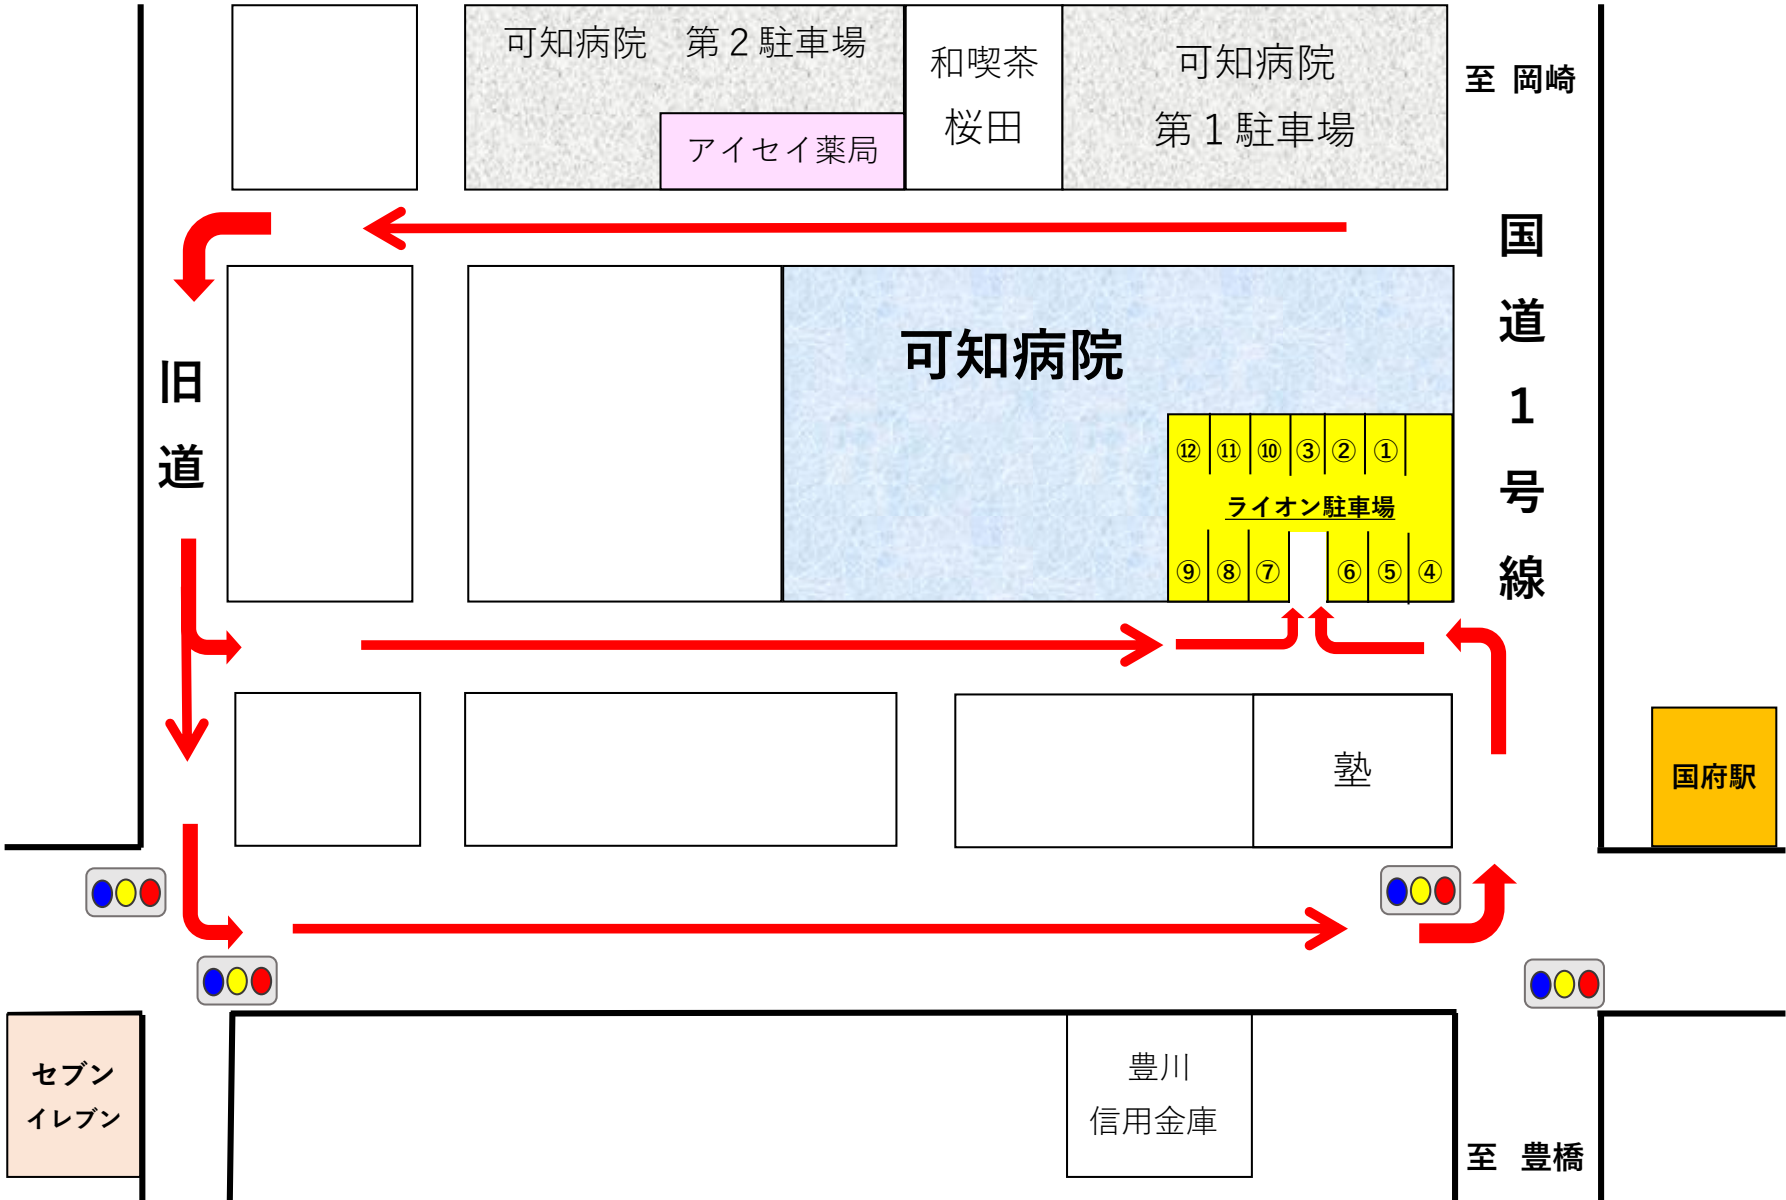 可知病院　第２駐車場
アイセイ薬局
和喫茶
桜田
可知病院
第１駐車場
至 岡崎
国道１号線
旧道
可知病院
⑫ ⑪ ⑩ ③ ② ①
ライオン駐車場
⑨ ⑧ ⑦ ⑥ ⑤ ④
塾
国府駅
セブン
イレブン
豊川
信用金庫
至 豊橋